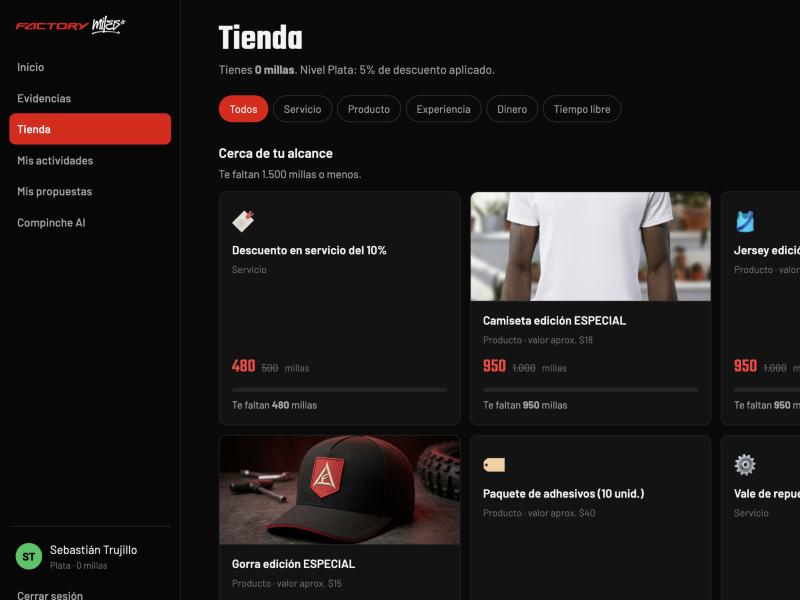 FACTORY Miles
Inicio
Evidencias
Tienda
Mis actividades
Mis propuestas
Compinche AI
ST
Sebastián Trujillo
Plata · 0 millas
Cerrar sesión
Tienda
Tienes 0 millas. Nivel Plata: 5% de descuento aplicado.
Todos
Servicio
Producto
Experiencia
Dinero
Tiempo libre
Cerca de tu alcance
Te faltan 1.500 millas o menos.
Descuento en servicio del 10%
Servicio
480 500 millas
Te faltan 480 millas
Camiseta edición ESPECIAL
Producto · valor aprox. $18
950 1.000 millas
Te faltan 950 millas
Jersey edició
Producto · valor
950 1.000 m
Te faltan 950 m
Gorra edición ESPECIAL
Producto · valor aprox. $15
Paquete de adhesivos (10 unid.)
Producto · valor aprox. $40
Vale de repue
Servicio